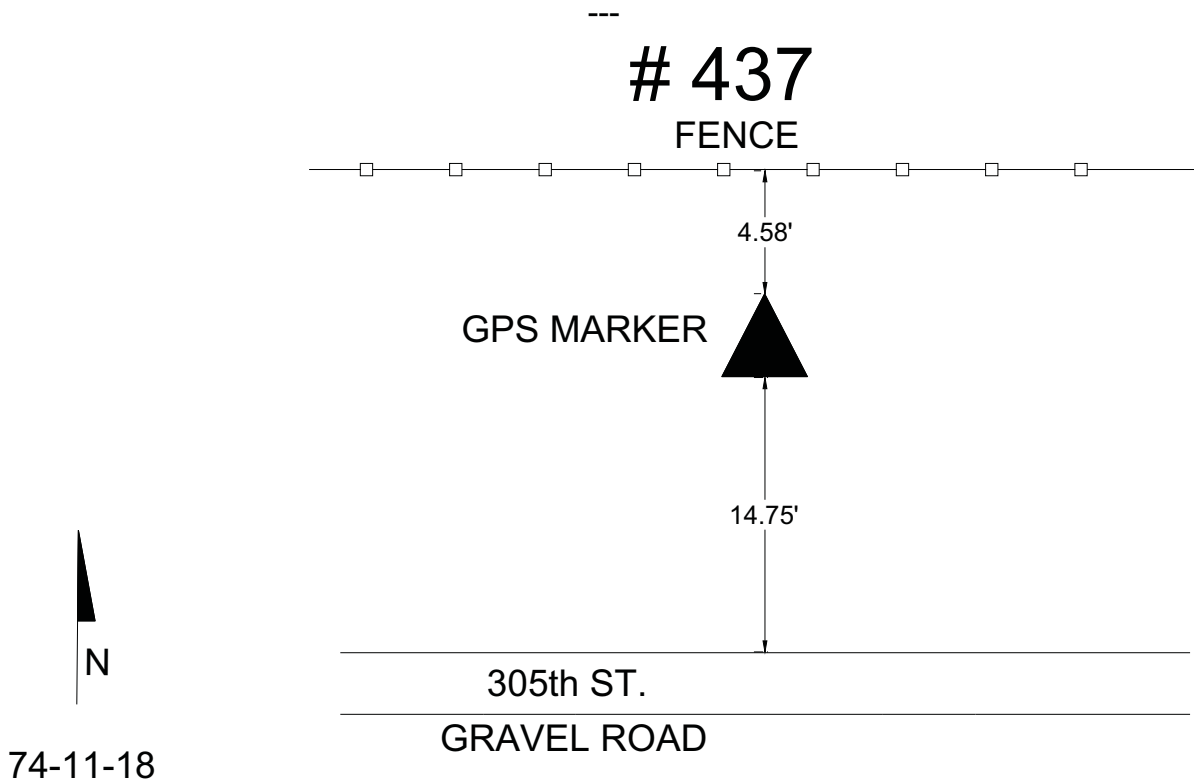 ---
# 437
FENCE
4.58'
GPS MARKER
14.75'
N
305th ST.
GRAVEL ROAD
74-11-18